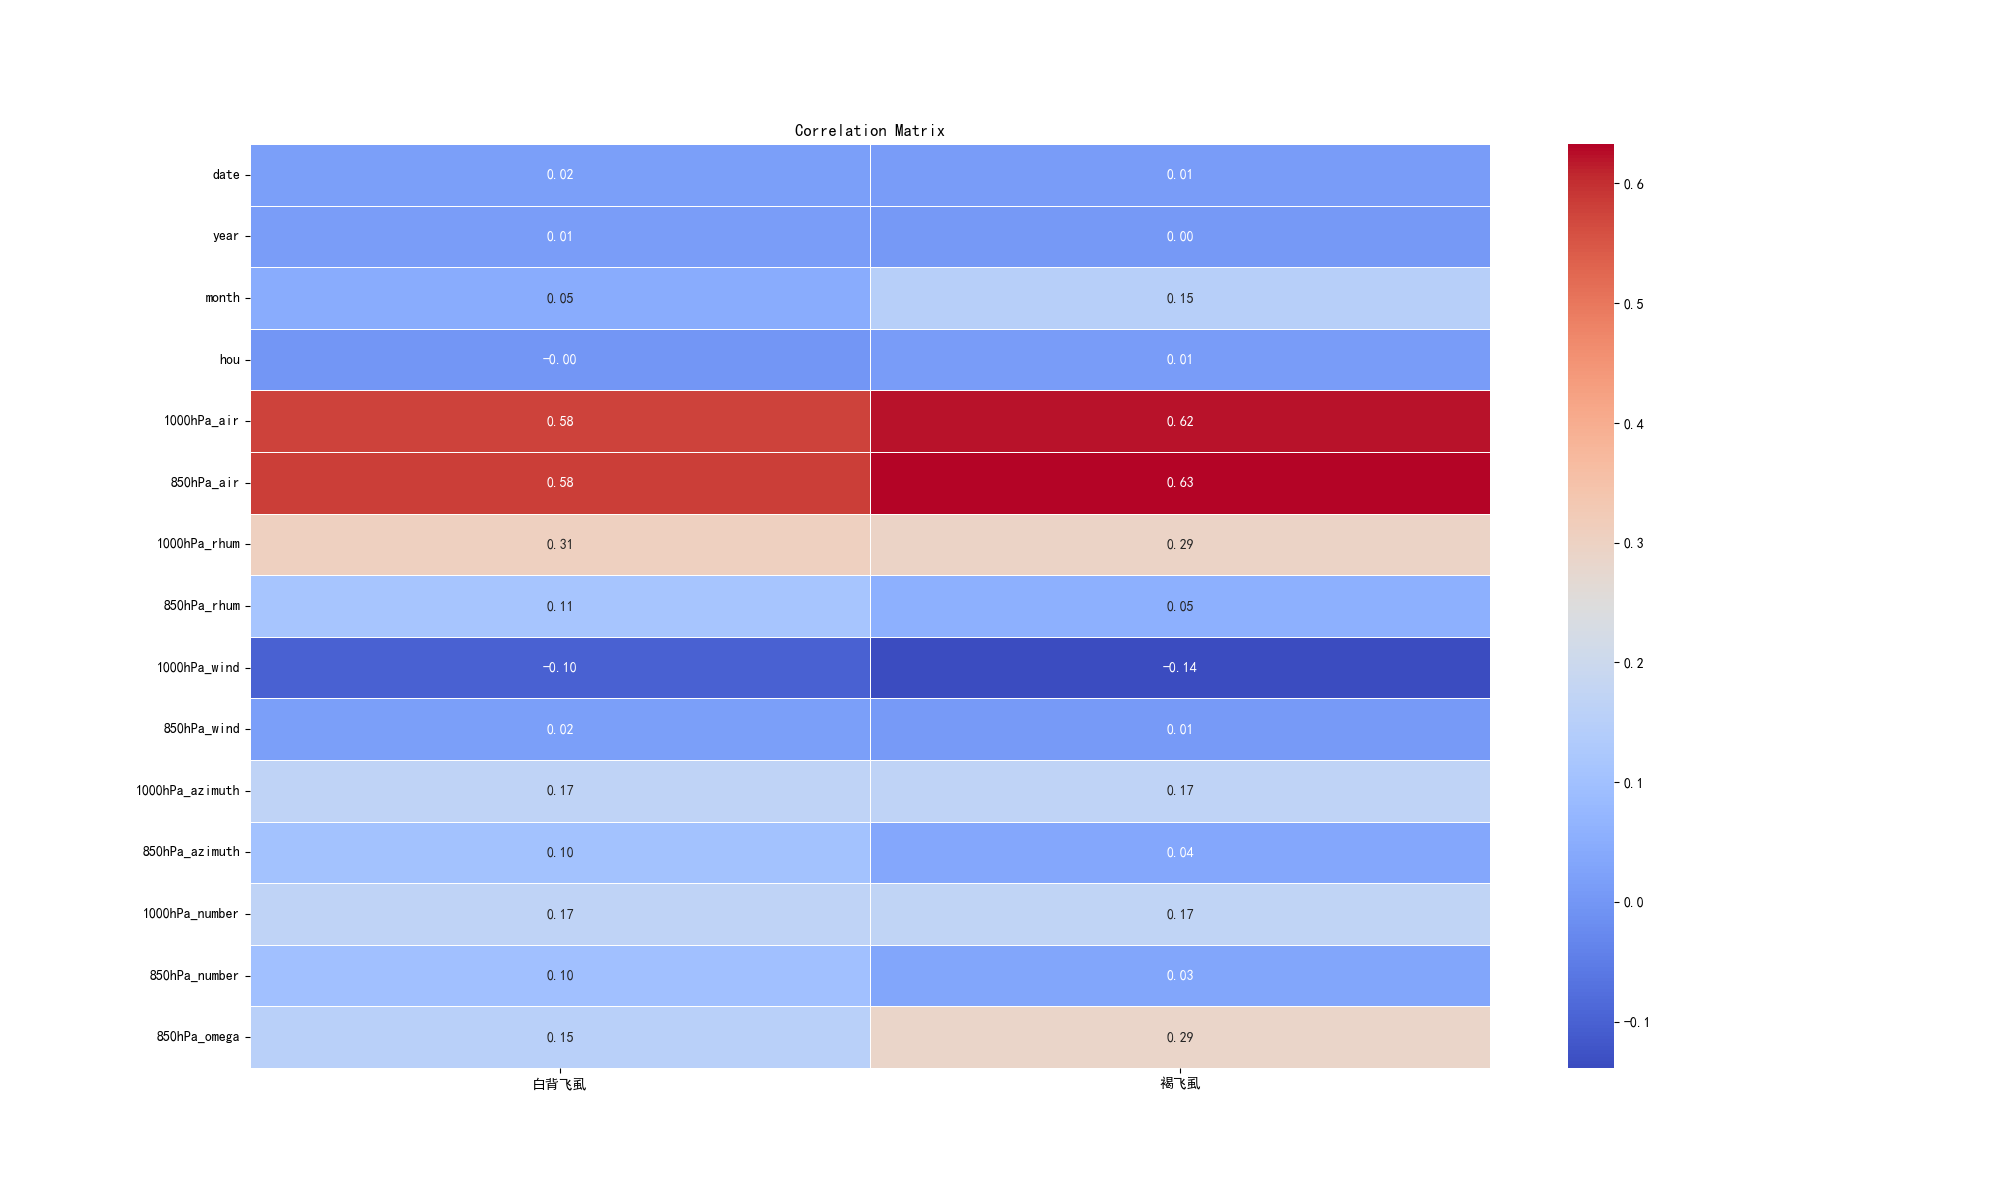 Correlation Matrix
date 0.02 0.01
year 0.01 0.00
month 0.05 0.15
hou -0.00 0.01
1000hPa_air 0.58 0.62
850hPa_air 0.58 0.63
1000hPa_rhum 0.31 0.29
850hPa_rhum 0.11 0.05
1000hPa_wind -0.10 -0.14
850hPa_wind 0.02 0.01
1000hPa_azimuth 0.17 0.17
850hPa_azimuth 0.10 0.04
1000hPa_number 0.17 0.17
850hPa_number 0.10 0.03
850hPa_omega 0.15 0.29
白背飞虱 褐飞虱
0.6
0.5
0.4
0.3
0.2
0.1
0.0
-0.1